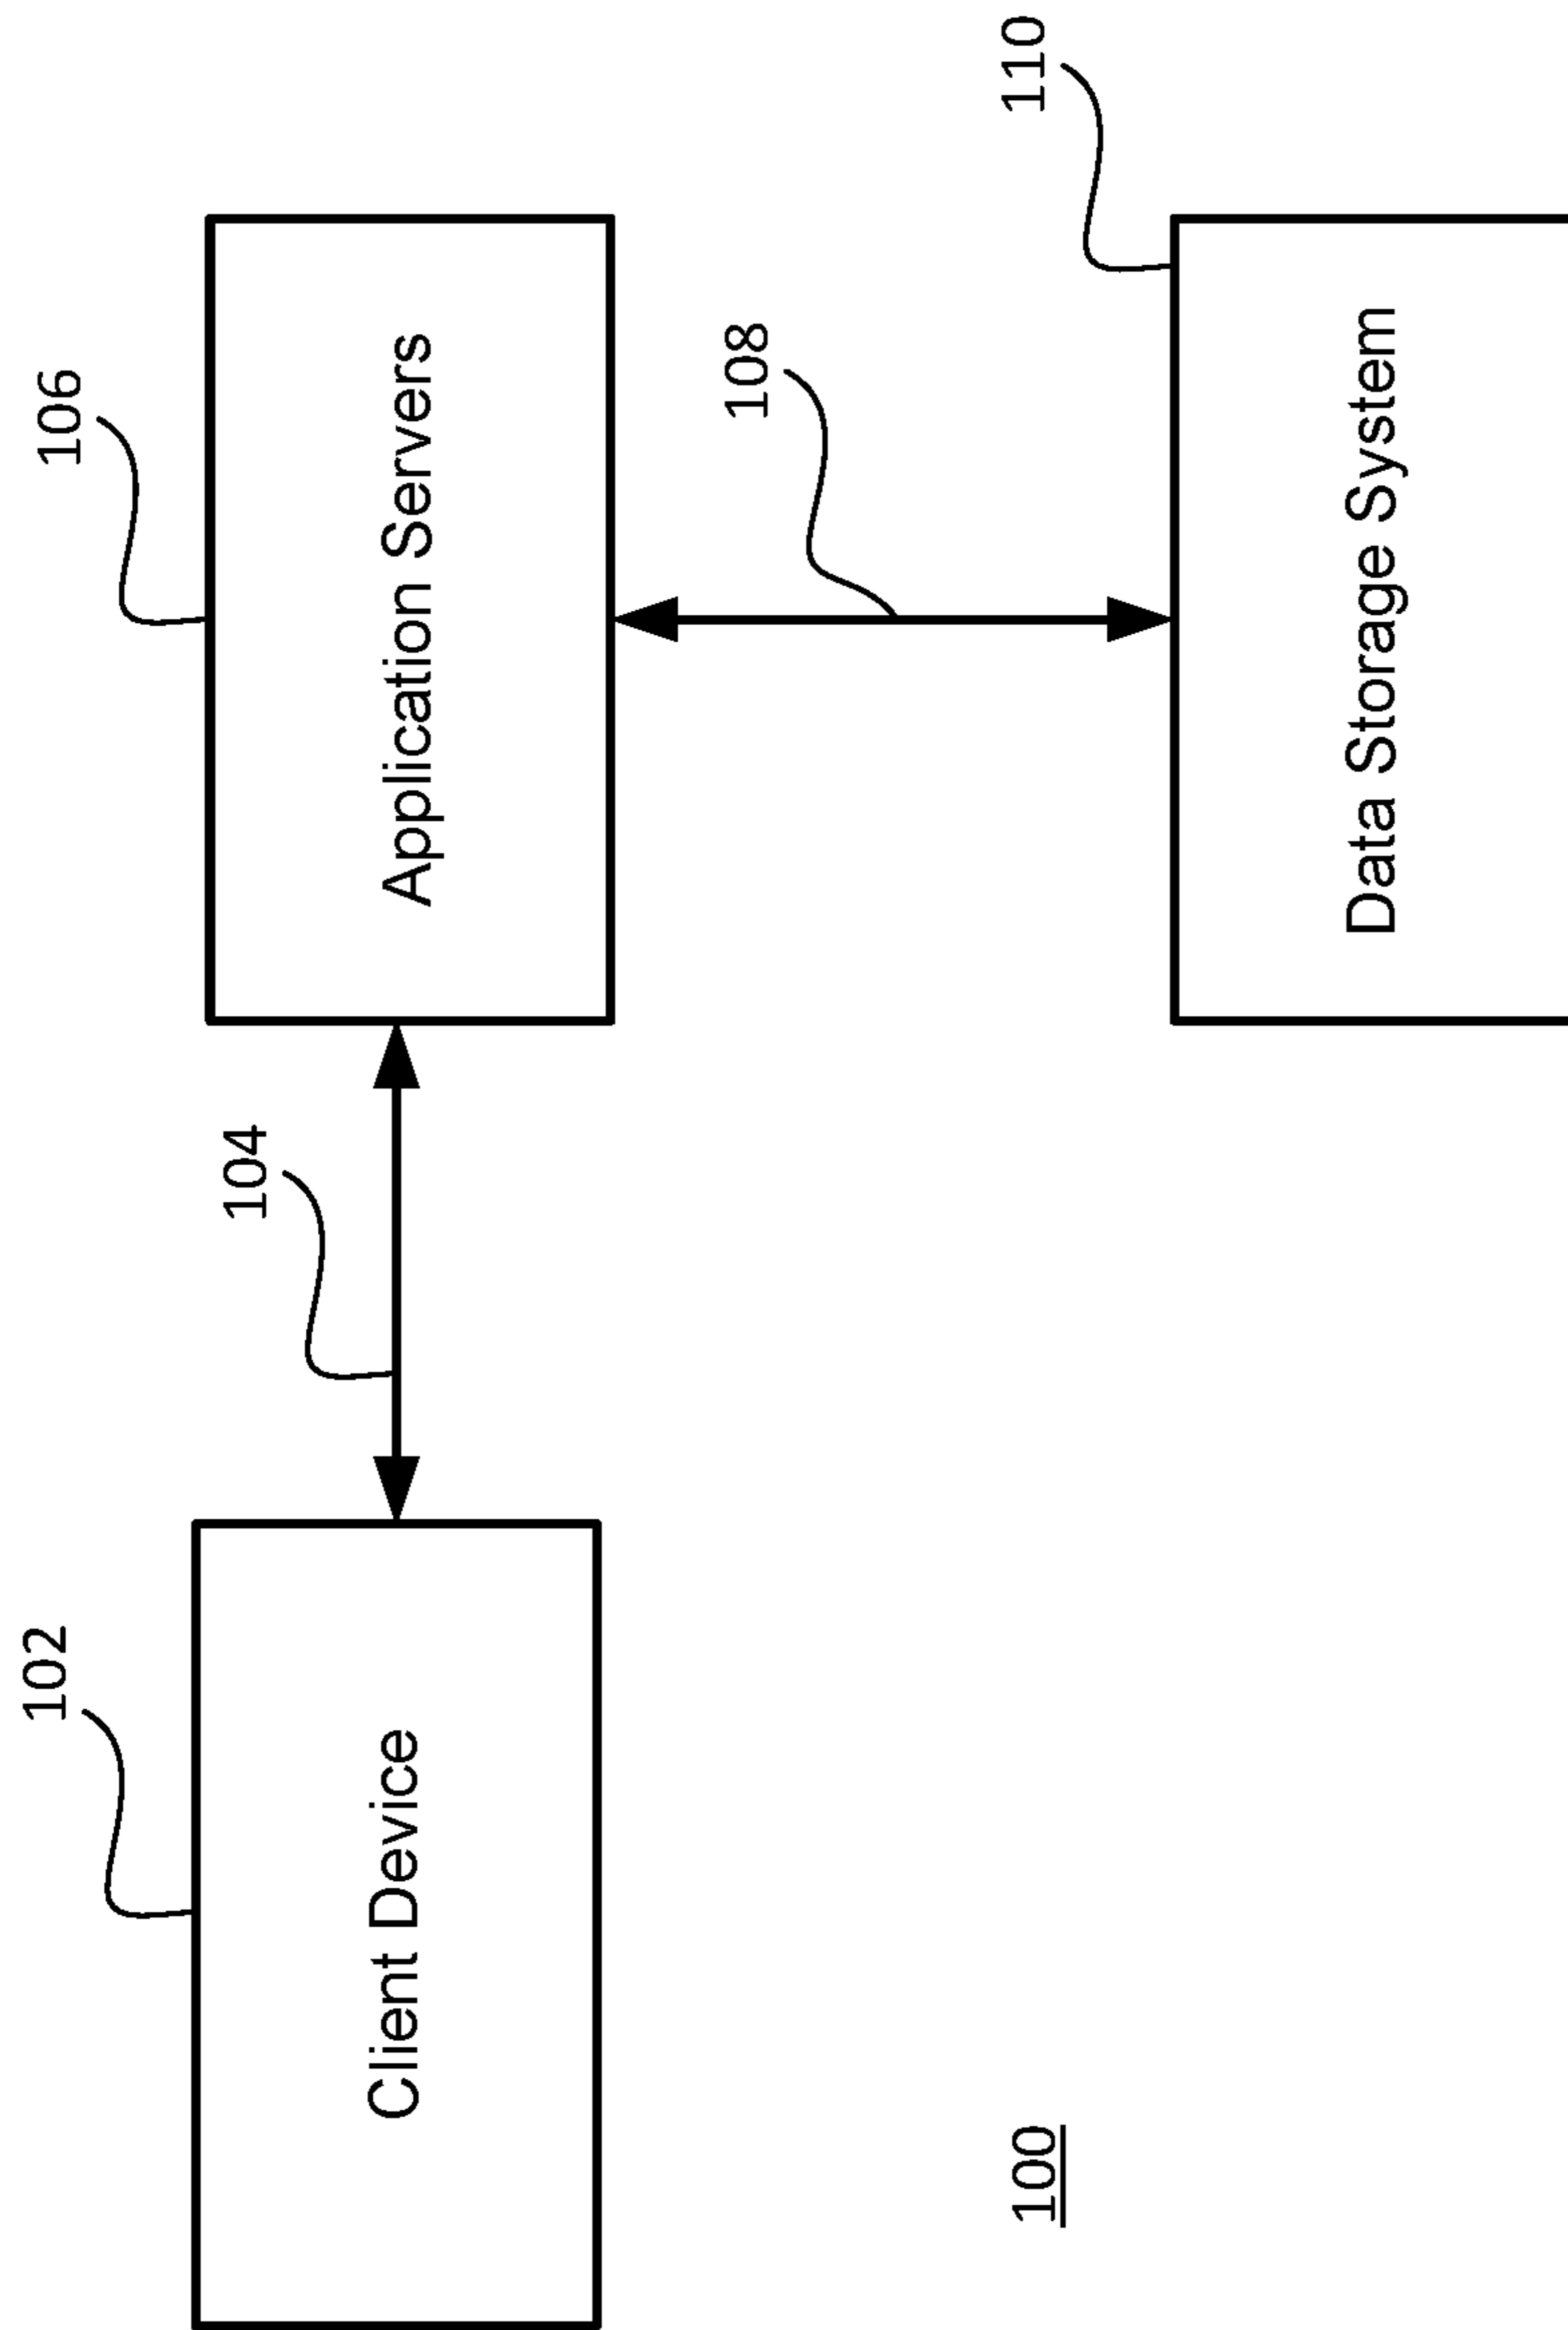 102
Client Device
104
106
Application Servers
108
110
Data Storage System
100